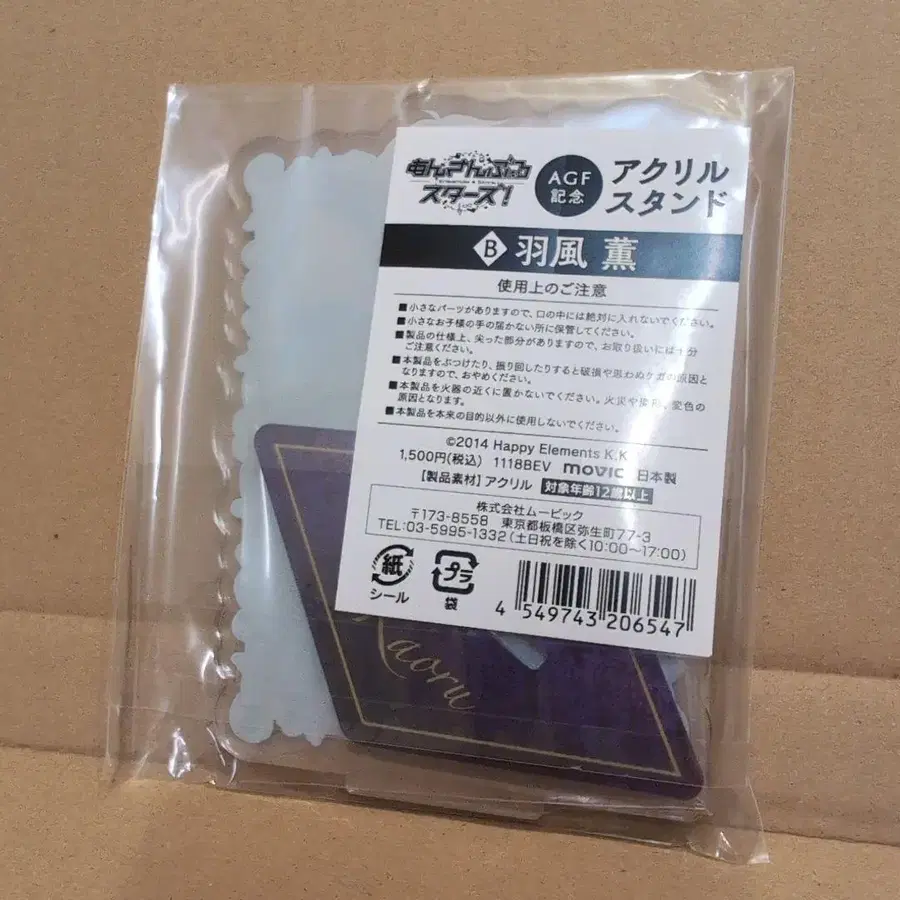 あんさんぶる
スターズ!
AGF
記念
アクリル
スタンド
B 羽風 薫
使用上のご注意
■小さなパーツがありますので、口の中には絶対に入れないでください。
■小さなお子様の手の届かない所に保管してください。
■製品の仕様上、尖った部分がありますので、お取り扱いには十分
ご注意ください。
■本製品をぶつけたり、振り回したりすると破損や思わぬケガの原因と
なりますので、おやめください。
■本製品を火器の近くに置かないでください。火災や変形、変色の
原因となります。
■本製品を本来の目的以外に使用しないでください。
©2014 Happy Elements K.K
1,500円(税込) 1118BEV movic 日本製
【製品素材】アクリル 対象年齢12歳以上
株式会社ムービック
〒173-8558 東京都板橋区弥生町77-3
TEL:03-5995-1332(土日祝を除く10:00~17:00)
紙
シール
プラ
袋
4 549743 206547
Kaoru